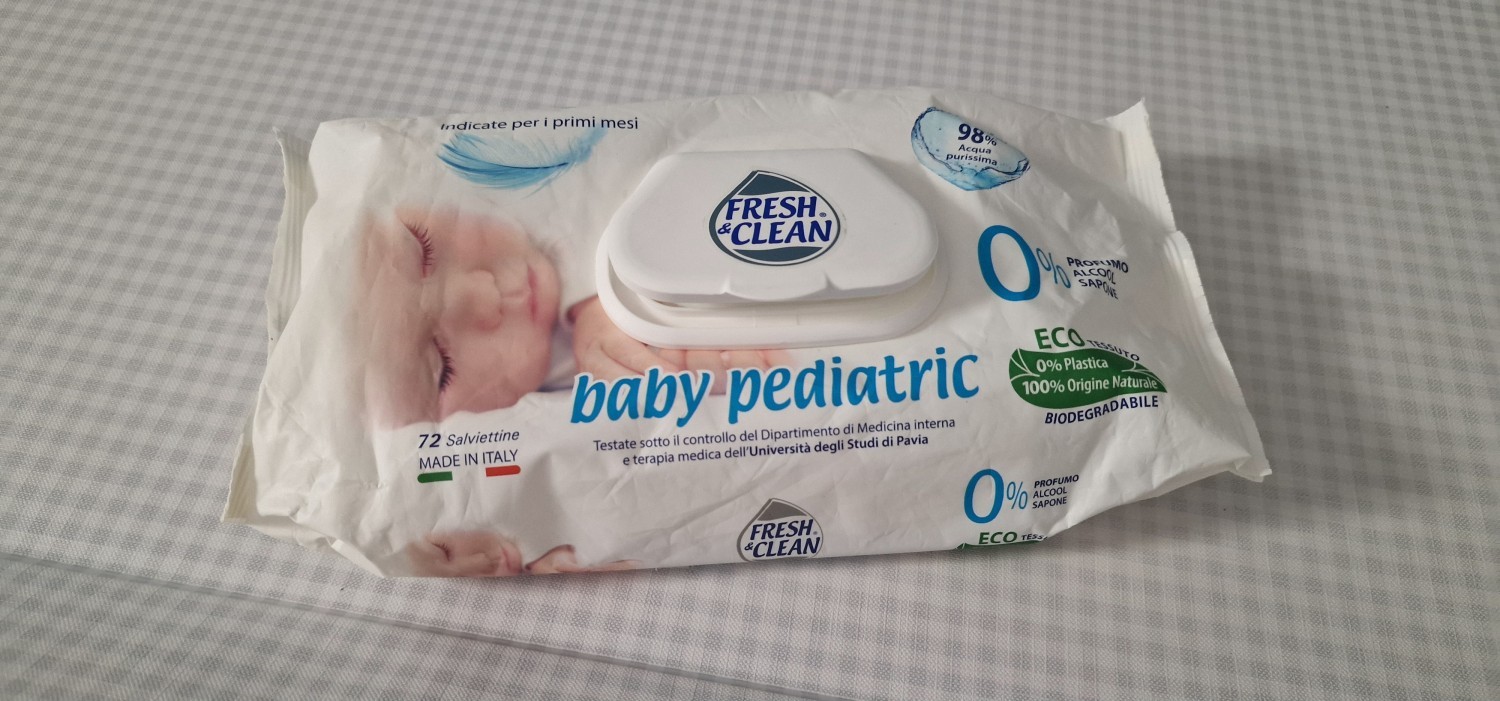 Indicate per i primi mesi
98%
Acqua
purissima
FRESH
& CLEAN
0% PROFUMO
ALCOOL
SAPONE
ECO TESSUTO
0% Plastica
100% Origine Naturale
BIODEGRADABILE
baby pediatric
Testate sotto il controllo del Dipartimento di Medicina interna
e terapia medica dell'Università degli Studi di Pavia
72 Salviettine
MADE IN ITALY
FRESH
& CLEAN
0% PROFUMO
ALCOOL
SAPONE
ECO